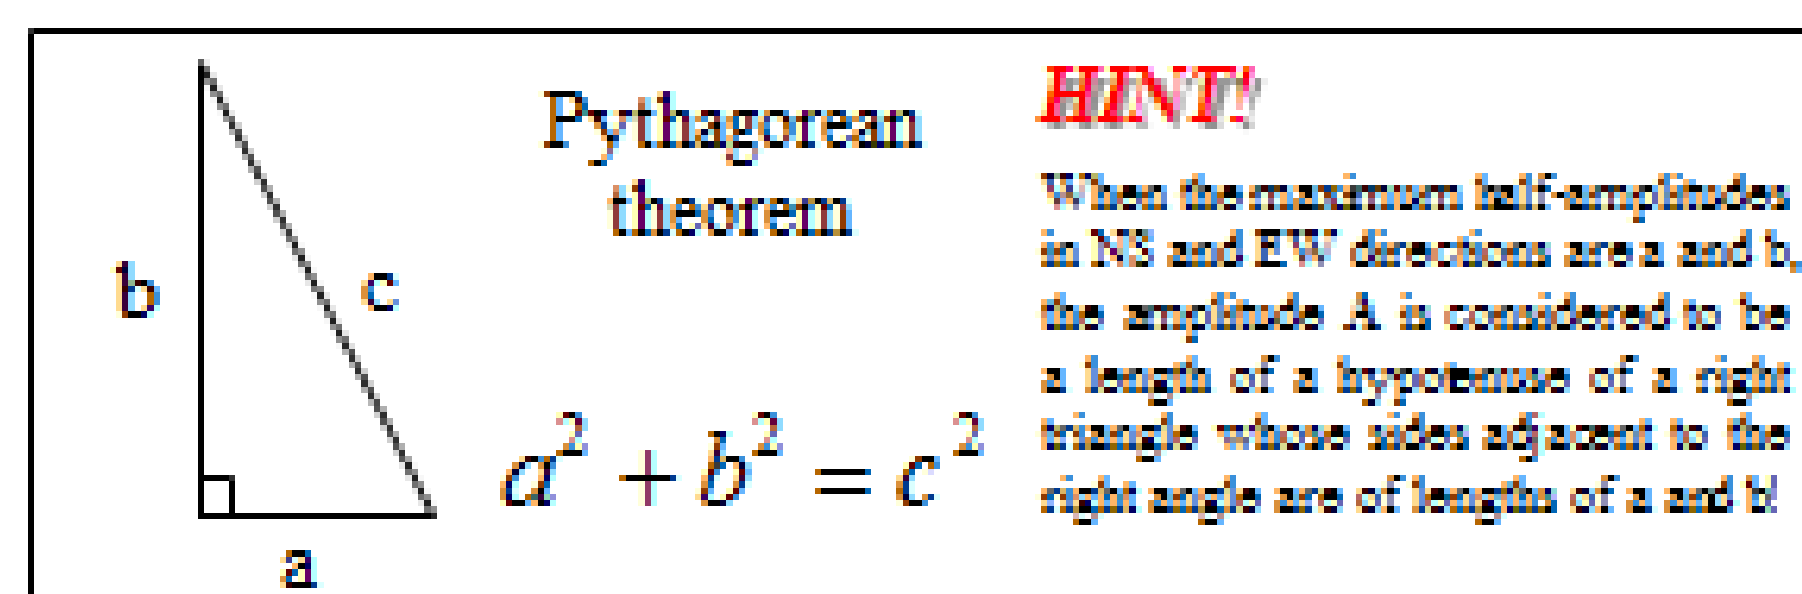 Pythagorean
theorem
b
c
a
a² + b² = c²
HINT!
When the maximum half-amplitudes
in NS and EW directions are a and b,
the amplitude A is considered to be
a length of a hypotenuse of a right
triangle whose sides adjacent to the
right angle are of lengths of a and b!